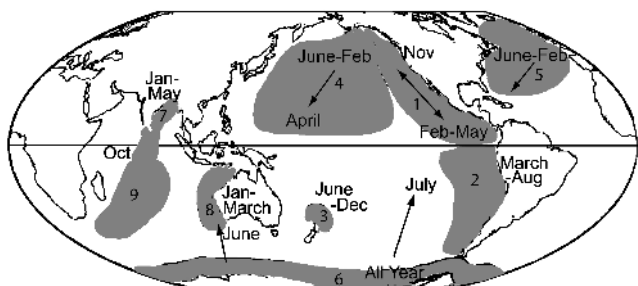 June-Feb
4
April
Nov
1
Feb-May
June-Feb
5
Jan-
May
7
Oct
9
Jan-
March
8
June
June
-Dec
3
July
March
-Aug
2
6
All Year